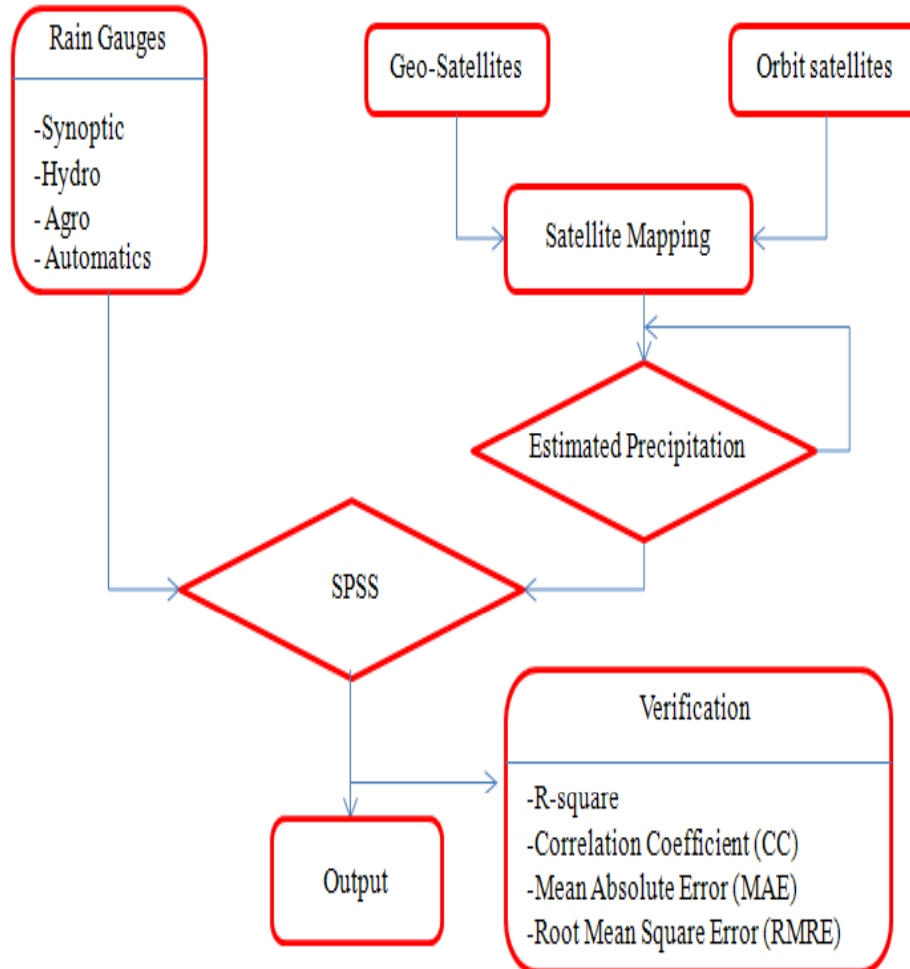 Rain Gauges
-Synoptic
-Hydro
- Agro
- Automatics
Geo-Satellites
Orbit satellites
Satellite Mapping
Estimated Precipitation
SPSS
Verification
-R-square
-Correlation Coefficient (CC)
-Mean Absolute Error (MAE)
-Root Mean Square Error (RMRE)
Output